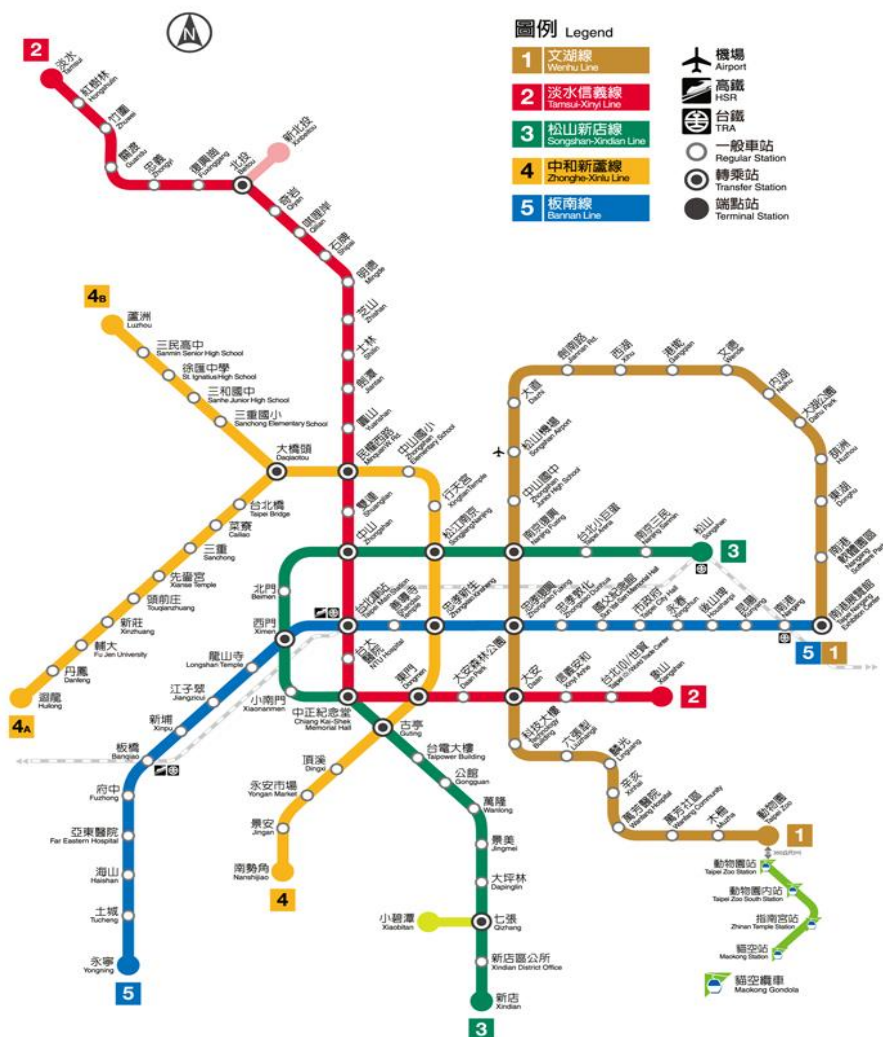 N
圖例 Legend
1 文湖線
Wenhu Line
2 淡水信義線
Tamsui-Xinyi Line
3 松山新店線
Songshan-Xindian Line
4 中和新蘆線
Zhonghe-Xinlu Line
5 板南線
Bannan Line
機場
Airport
高鐵
HSR
台鐵
TRA
一般車站
Regular Station
轉乘站
Transfer Station
端點站
Terminal Station
2
淡水
Tamsui
紅樹林
Hongshulin
竹圍
Zhuwei
關渡
Guandu
忠義
Zhongyi
復興崗
Fuxinggang
北投
Beitou
新北投
Xinbeitou
奇岩
Qiyan
唭哩岸
Qilian
石牌
Shipai
明德
Mingde
芝山
Zhishan
士林
Shilin
劍潭
Jiantan
圓山
Yuanshan
民權西路
Minquan W. Rd.
雙連
Shuanglian
中山
Zhongshan
台北車站
Taipei Main Station
台大醫院
NTU Hospital
中正紀念堂
Chiang Kai-Shek
Memorial Hall
東門
Dongmen
大安森林公園
Daan Park
大安
Daan
信義安和
Xinyi Anhe
台北101/世貿
Taipei 101/World Trade Center
象山
Xiangshan
2
4B
蘆洲
Luzhou
三民高中
Sanmin Senior High School
徐匯中學
St. Ignatius High School
三和國中
Sanhe Junior High School
三重國小
Sanchong Elementary School
大橋頭
Daqiaotou
台北橋
Taipei Bridge
菜寮
Cailiao
三重
Sanchong
先嗇宮
Xianse Temple
頭前庄
Touqianzhuang
新莊
Xinzhuang
輔大
Fu Jen University
丹鳳
Danfeng
迴龍
Huilong
4A
中山國小
Zhongshan
Elementary School
行天宮
Xingtian Temple
松江南京
Songjiang Nanjing
忠孝新生
Zhongxiao Xinsheng
古亭
Guting
頂溪
Dingxi
永安市場
Yongan Market
景安
Jingan
南勢角
Nanshijiao
4
劍南路
Jiannan Rd.
西湖
Xihu
港墘
Gangqian
文德
Wende
內湖
Neihu
大湖公園
Dahu Park
葫洲
Huzhou
東湖
Donghu
南港
軟體園區
Nangang
Software Park
南港展覽館
Taipei Nangang
Exhibition Center
5 1
大直
Dazhi
松山機場
Songshan Airport
中山國中
Zhongshan
Junior High School
南京復興
Nanjing Fuxing
忠孝復興
Zhongxiao Fuxing
科技大樓
Technology
Building
六張犁
Liuzhangli
麟光
Linguang
辛亥
Xinhai
萬芳醫院
Wanfang Hospital
萬芳社區
Wanfang Community
木柵
Muzha
動物園
Taipei Zoo
1
台北小巨蛋
Taipei Arena
南京三民
Nanjing Sanmin
松山
Songshan
3
北門
Beimen
西門
Ximen
小南門
Xiaonanmen
台電大樓
Taipower Building
公館
Gongguan
萬隆
Wanlong
景美
Jingmei
大坪林
Dapinglin
七張
Qizhang
小碧潭
Xiaobitan
新店區公所
Xindian District Office
新店
Xindian
3
善導寺
Shandao
Temple
忠孝敦化
Zhongxiao Dunhua
國父紀念館
Sun Yat-Sen Memorial Hall
市政府
Taipei City Hall
永春
Yongchun
後山埤
Houshanpi
昆陽
Kunyang
南港
Nangang
龍山寺
Longshan Temple
江子翠
Jiangzicui
新埔
Xinpu
板橋
Banqiao
府中
Fuzhong
亞東醫院
Far Eastern Hospital
海山
Haishan
土城
Tucheng
永寧
Yongning
5
動物園站
Taipei Zoo Station
動物園內站
Taipei Zoo South Station
指南宮站
Zhinan Temple Station
貓空站
Maokong Station
貓空纜車
Maokong Gondola